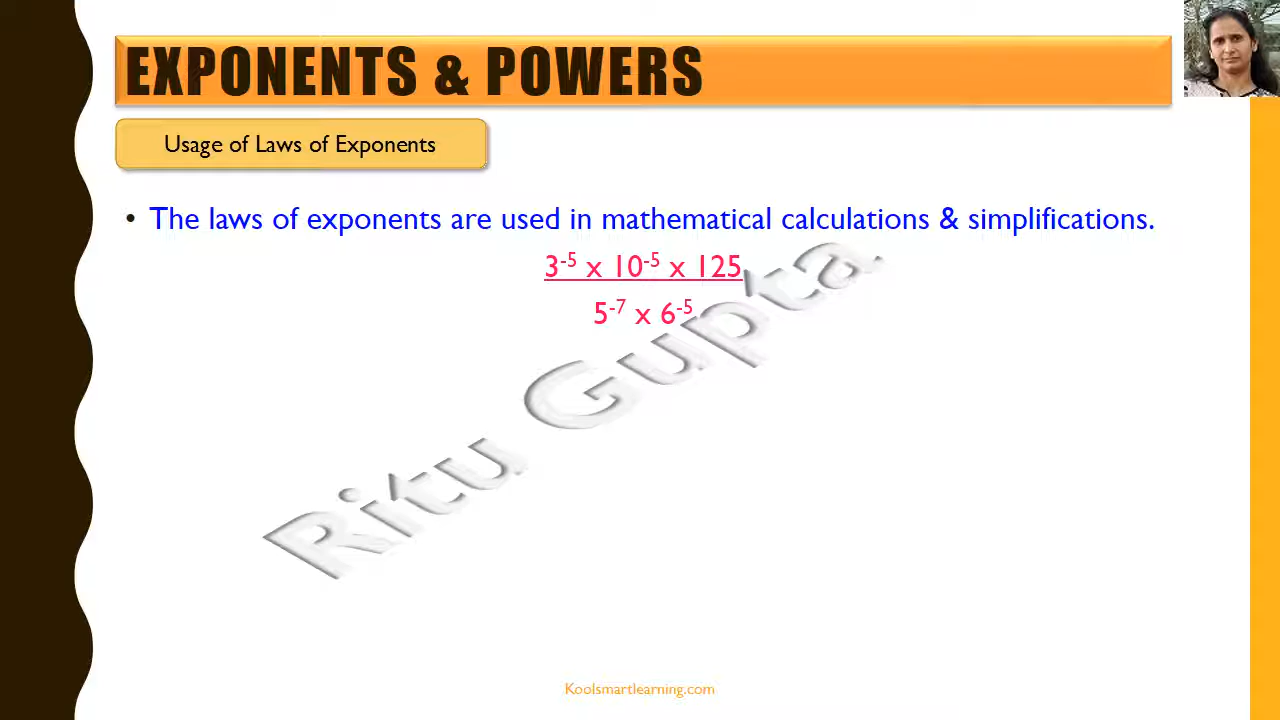 EXPONENTS & POWERS
Usage of Laws of Exponents
• The laws of exponents are used in mathematical calculations & simplifications.
3⁻⁵ x 10⁻⁵ x 125
5⁻⁷ x 6⁻⁵
Ritu Gupta
Koolsmartlearning.com